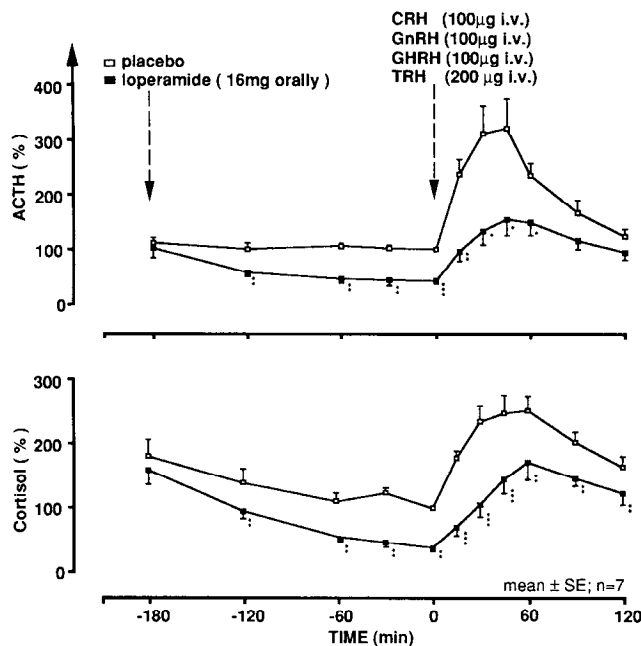 CRH (100µg i.v.)
GnRH (100µg i.v.)
GHRH (100µg i.v.)
TRH (200 µg i.v.)
placebo
loperamide ( 16mg orally )
400
300
200
100
0
ACTH ( % )
300
200
100
0
Cortisol ( % )
mean ± SE; n=7
-180 -120 -60 0 60 120
TIME (min)